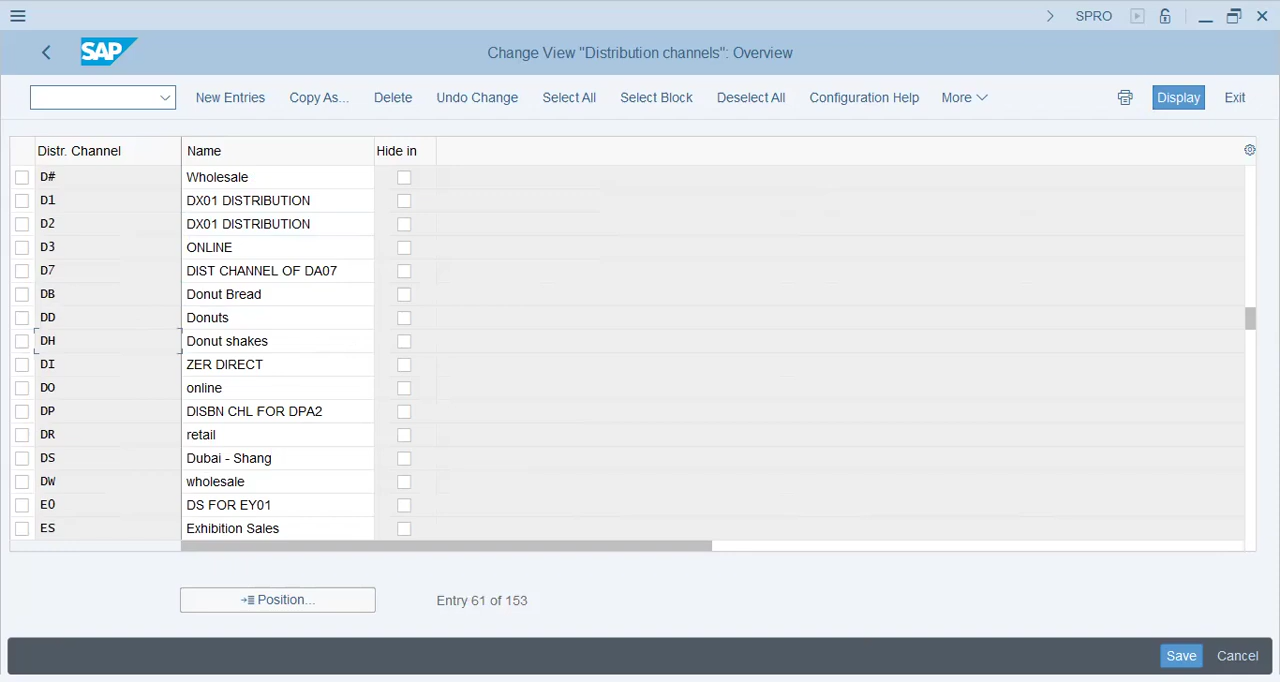 SPRO
SAP
Change View "Distribution channels": Overview
New Entries Copy As... Delete Undo Change Select All Select Block Deselect All Configuration Help More Display Exit
Distr. Channel Name Hide in
D# Wholesale
D1 DX01 DISTRIBUTION
D2 DX01 DISTRIBUTION
D3 ONLINE
D7 DIST CHANNEL OF DA07
DB Donut Bread
DD Donuts
DH Donut shakes
DI ZER DIRECT
DO online
DP DISBN CHL FOR DPA2
DR retail
DS Dubai - Shang
DW wholesale
EO DS FOR EY01
ES Exhibition Sales
Position... Entry 61 of 153
Save Cancel